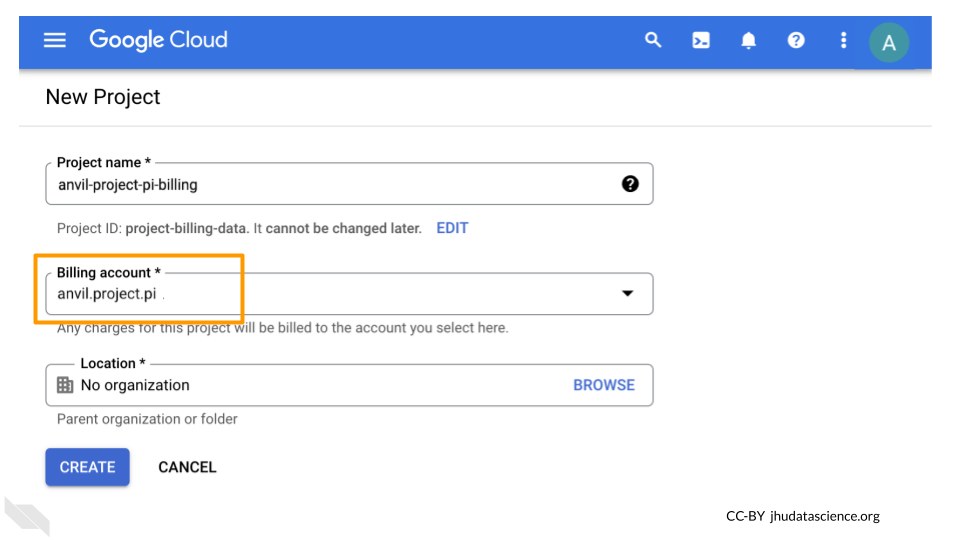 Google Cloud
A
New Project
Project name *
anvil-project-pi-billing
Project ID: project-billing-data. It cannot be changed later. EDIT
Billing account *
anvil.project.pi
Any charges for this project will be billed to the account you select here.
Location *
No organization BROWSE
Parent organization or folder
CREATE CANCEL
CC-BY jhudatascience.org